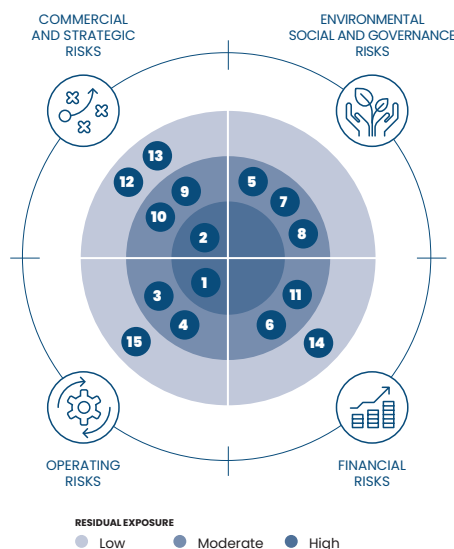 COMMERCIAL
AND STRATEGIC
RISKS
ENVIRONMENTAL
SOCIAL AND GOVERNANCE
RISKS
13
12
9
10
2
5
7
8
1
3
4
15
11
6
14
OPERATING
RISKS
FINANCIAL
RISKS
RESIDUAL EXPOSURE
Low Moderate High